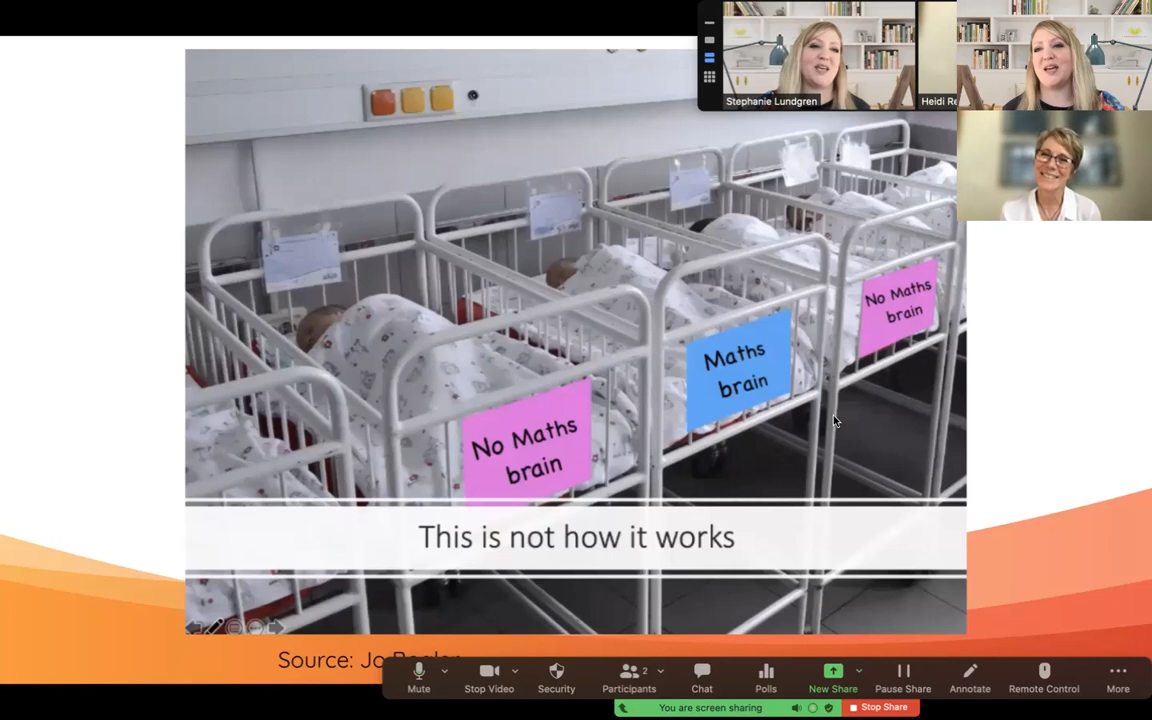 Stephanie Lundgren
Heidi Re
No Maths
brain
Maths
brain
No Maths
brain
This is not how it works
Source: Jo
Mute
Stop Video
Security
Participants
2
Chat
Polls
New Share
Pause Share
Annotate
Remote Control
More
You are screen sharing
Stop Share